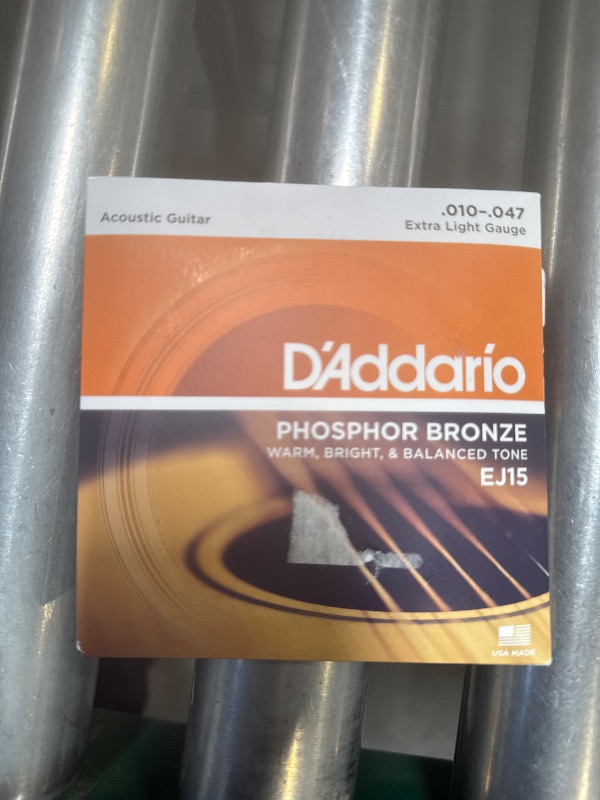 Acoustic Guitar
.010–.047
Extra Light Gauge
D'Addario
PHOSPHOR BRONZE
WARM, BRIGHT, & BALANCED TONE
EJ15
USA MADE